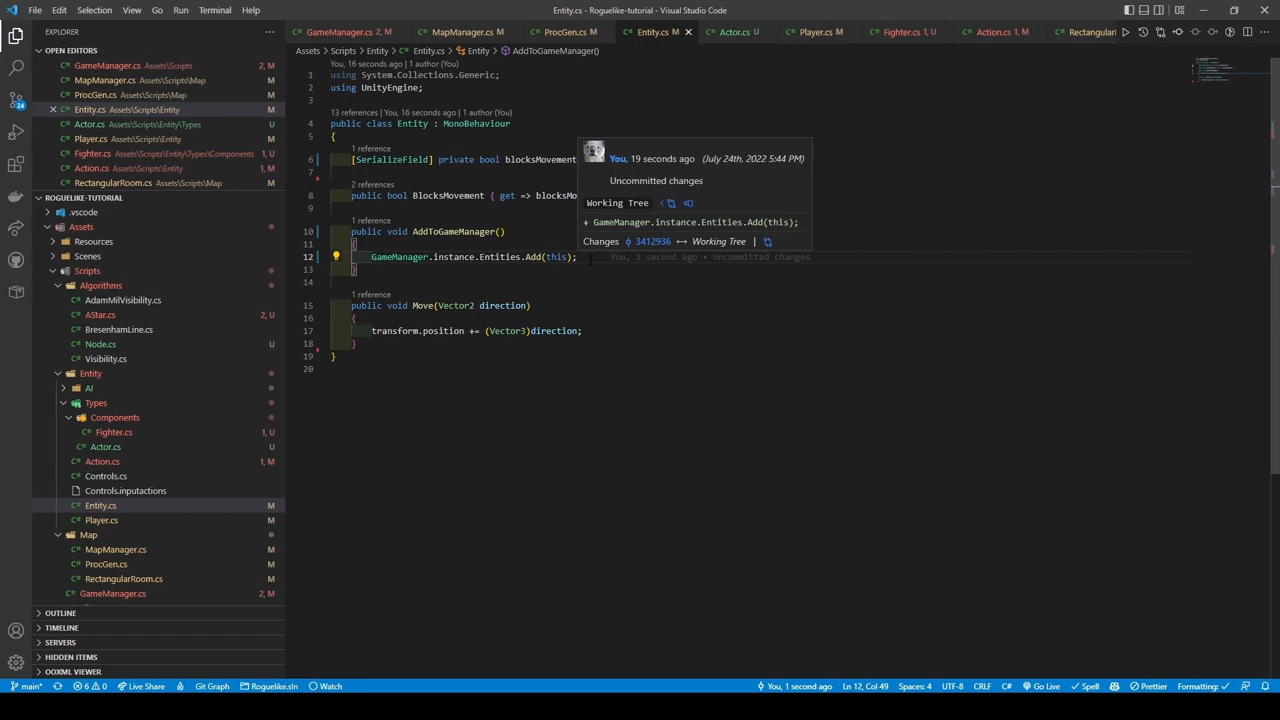 File Edit Selection View Go Run Terminal Help
Entity.cs - Roguelike-tutorial - Visual Studio Code
EXPLORER
GameManager.cs 2, M
MapManager.cs M
ProcGen.cs M
Entity.cs M
Actor.cs U
Player.cs M
Fighter.cs 1, U
Action.cs 1, M
Rectangular
Assets > Scripts > Entity > Entity.cs > Entity > AddToGameManager()
OPEN EDITORS
GameManager.cs Assets\Scripts 2, M
MapManager.cs Assets\Scripts\Map M
ProcGen.cs Assets\Scripts\Map M
Entity.cs Assets\Scripts\Entity M
Actor.cs Assets\Scripts\Entity\Types U
Player.cs Assets\Scripts\Entity M
Fighter.cs Assets\Scripts\Entity\Types\Components
Action.cs Assets\Scripts\Entity 1, M
RectangularRoom.cs Assets\Scripts\Map M
ROGUELIKE-TUTORIAL
.vscode
Assets
Resources
Scenes
Scripts
Algorithms
AdamMilVisibility.cs
AStar.cs 2, U
BresenhamLine.cs
Node.cs U
Visibility.cs
Entity
AI
Types
Components
Fighter.cs 1, U
Actor.cs U
Action.cs 1, M
Controls.cs
Controls.inputactions
Entity.cs M
Player.cs M
Map
MapManager.cs M
ProcGen.cs M
RectangularRoom.cs M
GameManager.cs 2, M
OUTLINE
TIMELINE
SERVERS
HIDDEN ITEMS
OOXML VIEWER
You, 16 seconds ago | 1 author (You)
1 using System.Collections.Generic;
2 using UnityEngine;
3
13 references | You, 16 seconds ago | 1 author (You)
4 public class Entity : MonoBehaviour
5 {
1 reference
6 [SerializeField] private bool blocksMovement
7
2 references
8 public bool BlocksMovement { get => blocksMo
9
1 reference
10 public void AddToGameManager()
11 {
12 GameManager.instance.Entities.Add(this); You, 1 second ago • Uncommitted changes
13 }
14
1 reference
15 public void Move(Vector2 direction)
16 {
17 transform.position += (Vector3)direction;
18 }
19 }
20
You, 19 seconds ago (July 24th, 2022 5:44 PM)
Uncommitted changes
Working Tree
+ GameManager.instance.Entities.Add(this);
Changes 3412936 ↔ Working Tree |
24
main* 6 0 Live Share Git Graph Roguelike.sln Watch You, 1 second ago Ln 12, Col 49 Spaces: 4 UTF-8 CRLF C# Go Live Spell Prettier Formatting: ✓